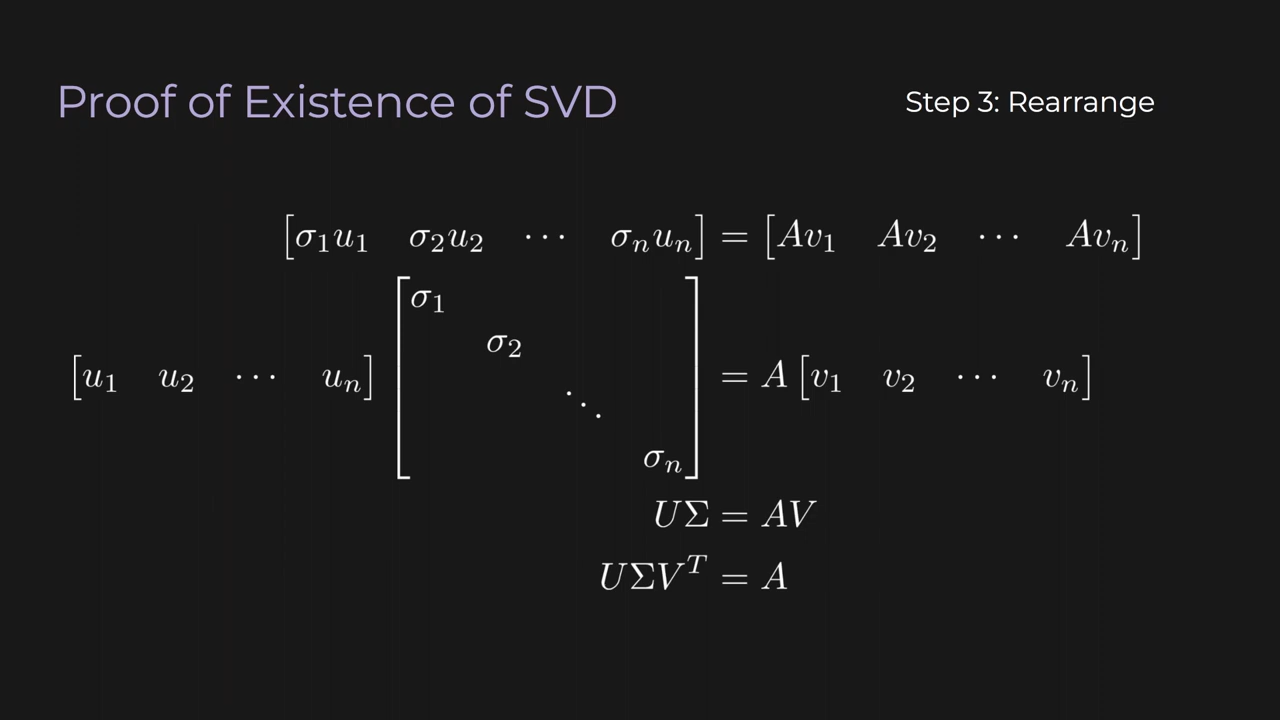 Proof of Existence of SVD
Step 3: Rearrange
[σ₁u₁ σ₂u₂ ⋯ σₙuₙ] = [Av₁ Av₂ ⋯ Avₙ]
[u₁ u₂ ⋯ uₙ] [σ₁ σ₂ ⋱ σₙ] = A [v₁ v₂ ⋯ vₙ]
UΣ = AV
UΣVᵀ = A